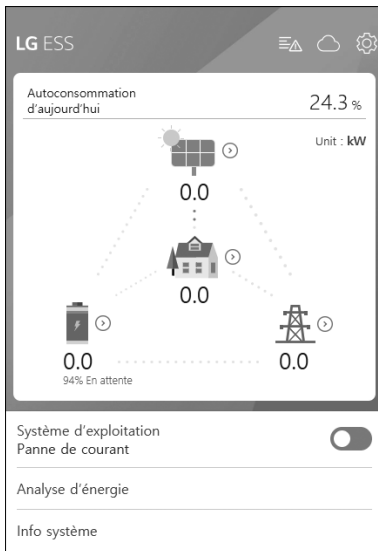 LG ESS
Autoconsommation
d'aujourd'hui
24.3 %
Unit : kW
0.0
0.0
0.0
94% En attente
0.0
Système d'exploitation
Panne de courant
Analyse d'énergie
Info système